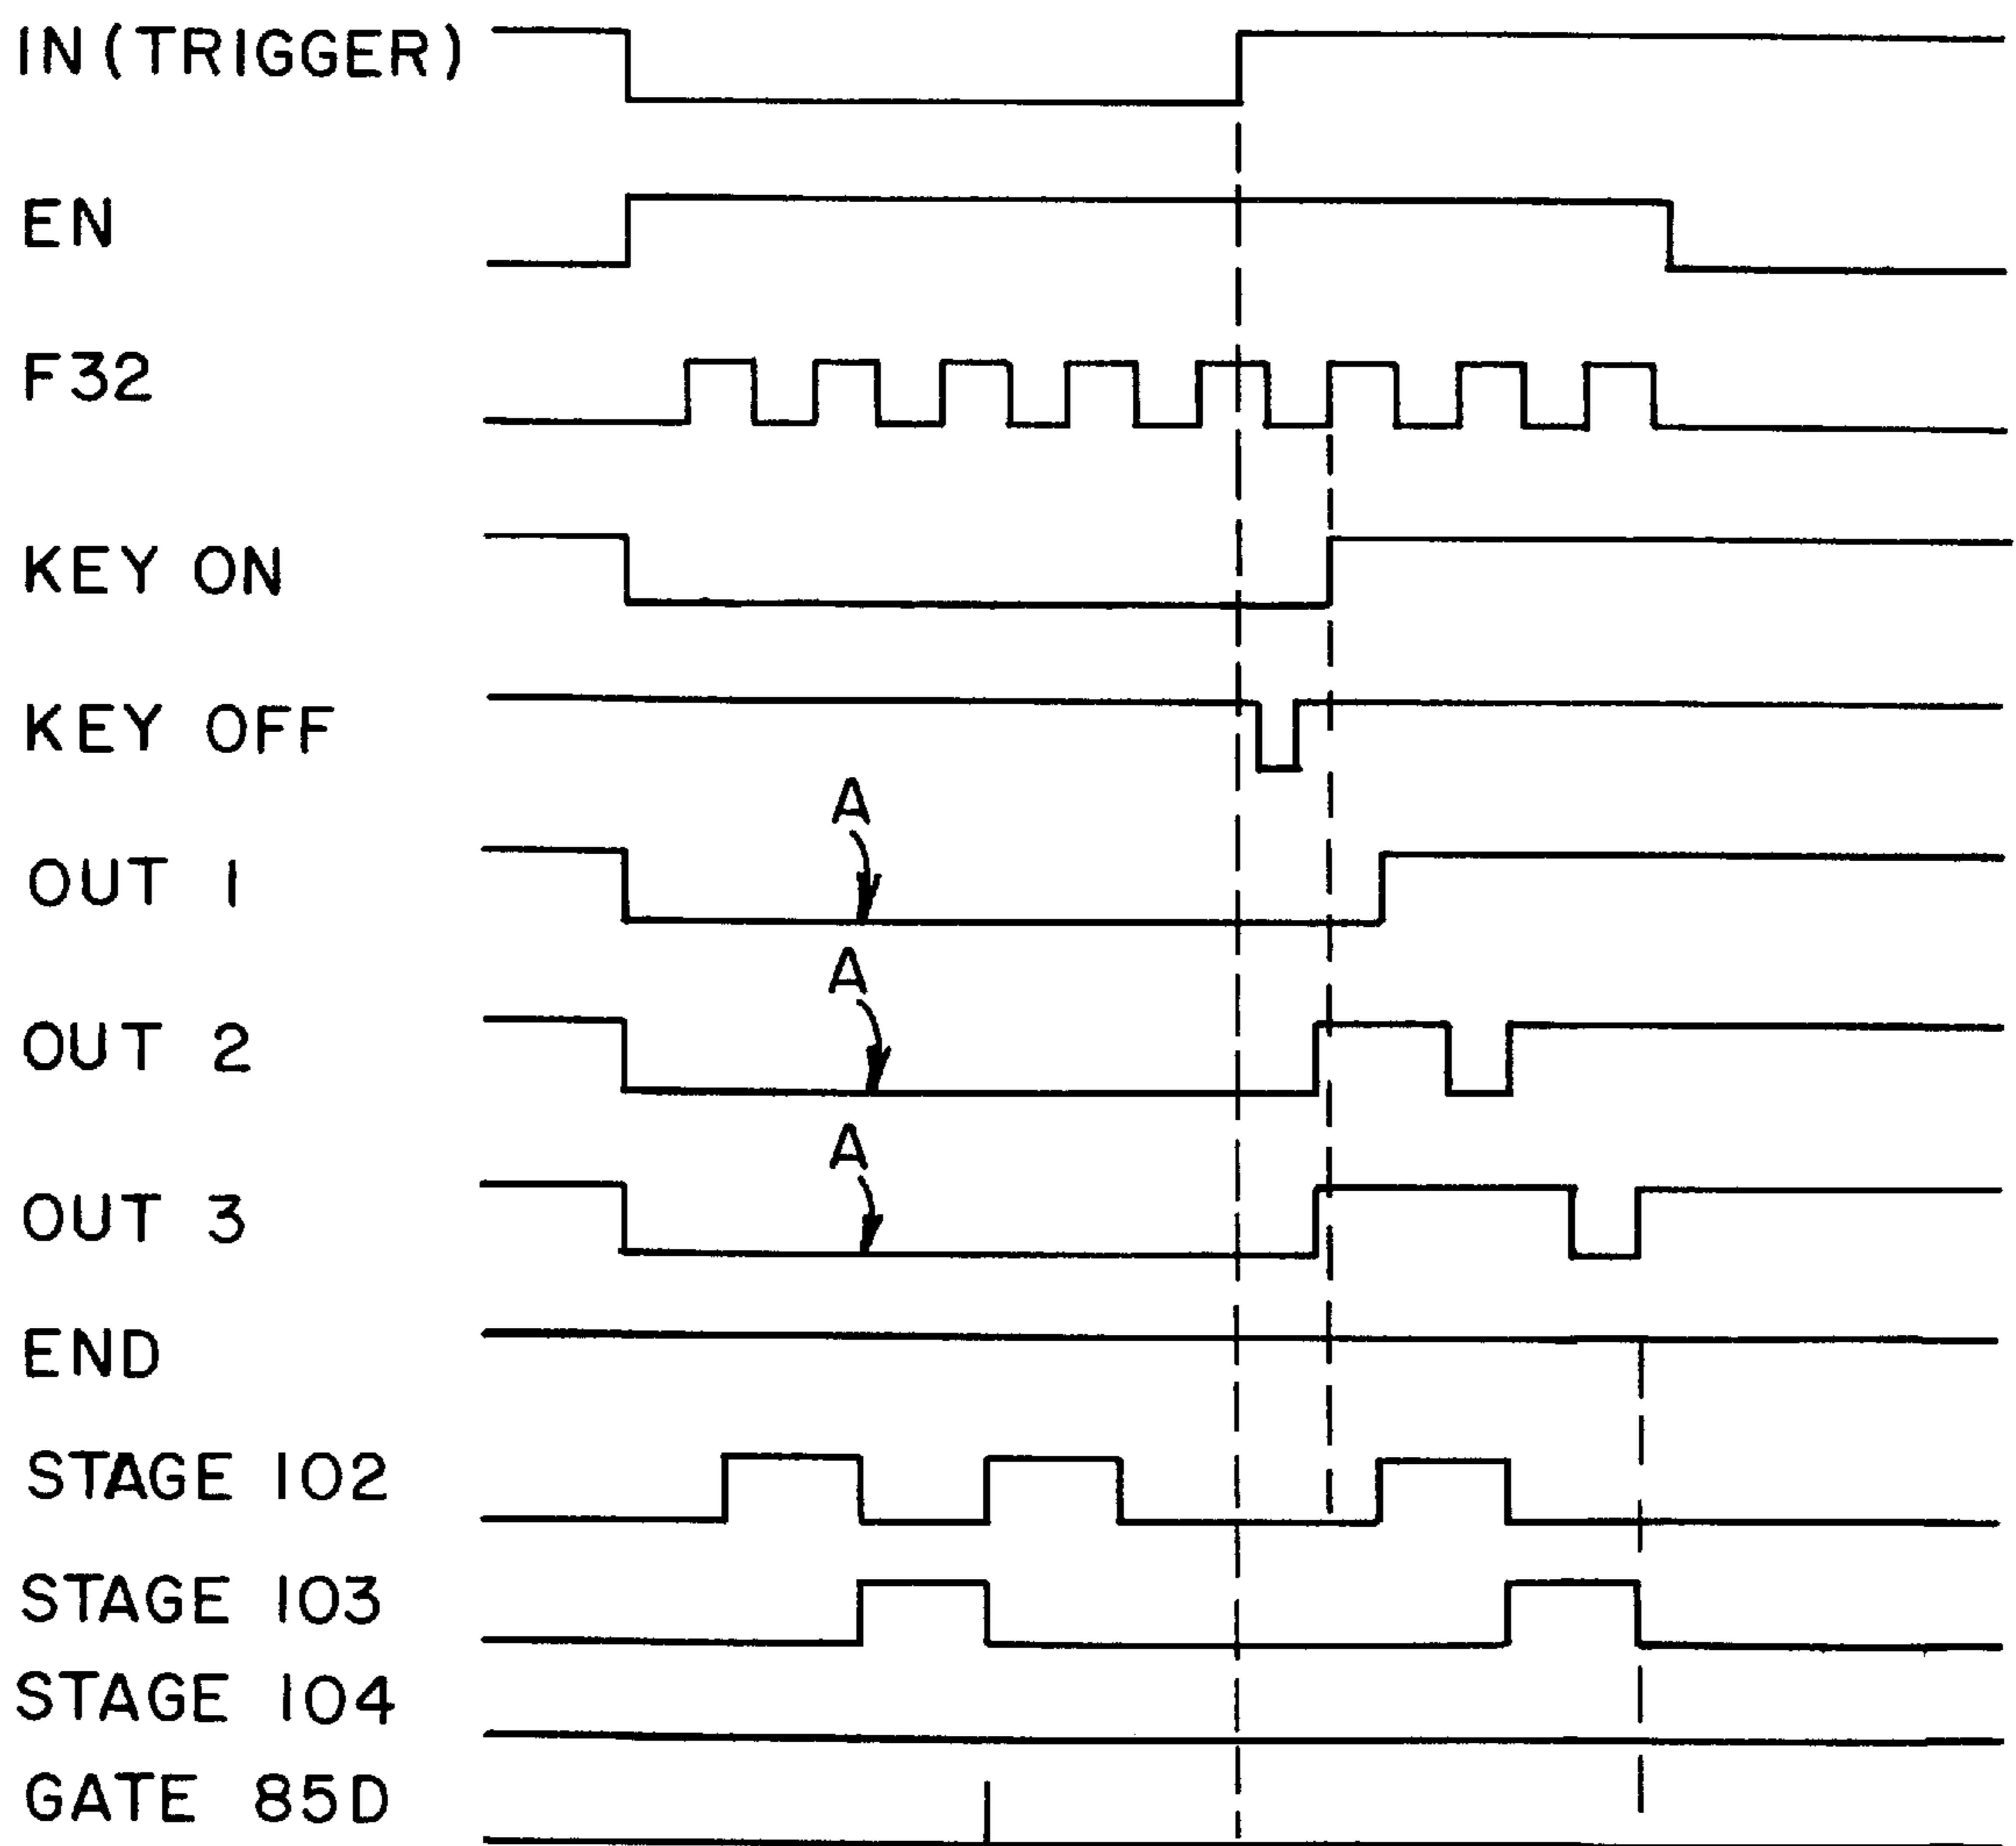 IN (TRIGGER)
EN
F32
KEY ON
KEY OFF
A
OUT 1
A
OUT 2
A
OUT 3
END
STAGE 102
STAGE 103
STAGE 104
GATE 85D